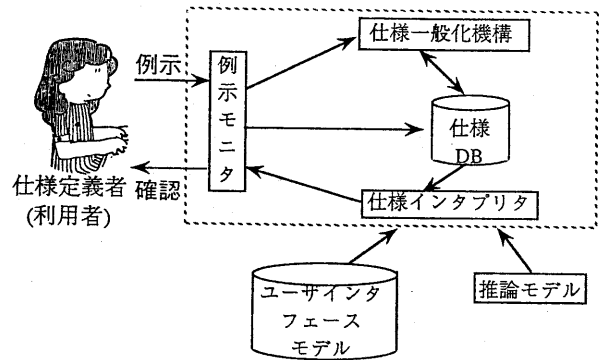 仕様一般化機構
例示
例示モニタ
仕様
DB
仕様定義者
(利用者)
確認
仕様インタプリタ
ユーザインタ
フェース
モデル
推論モデル